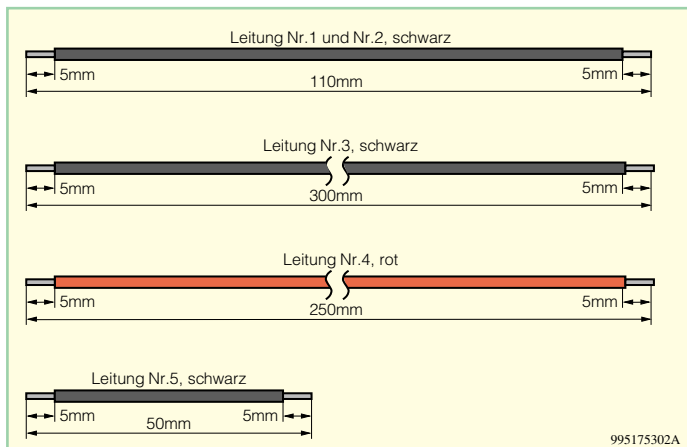 Leitung Nr.1 und Nr.2, schwarz
5mm 5mm
110mm
Leitung Nr.3, schwarz
5mm 5mm
300mm
Leitung Nr.4, rot
5mm 5mm
250mm
Leitung Nr.5, schwarz
5mm 5mm
50mm
995175302A